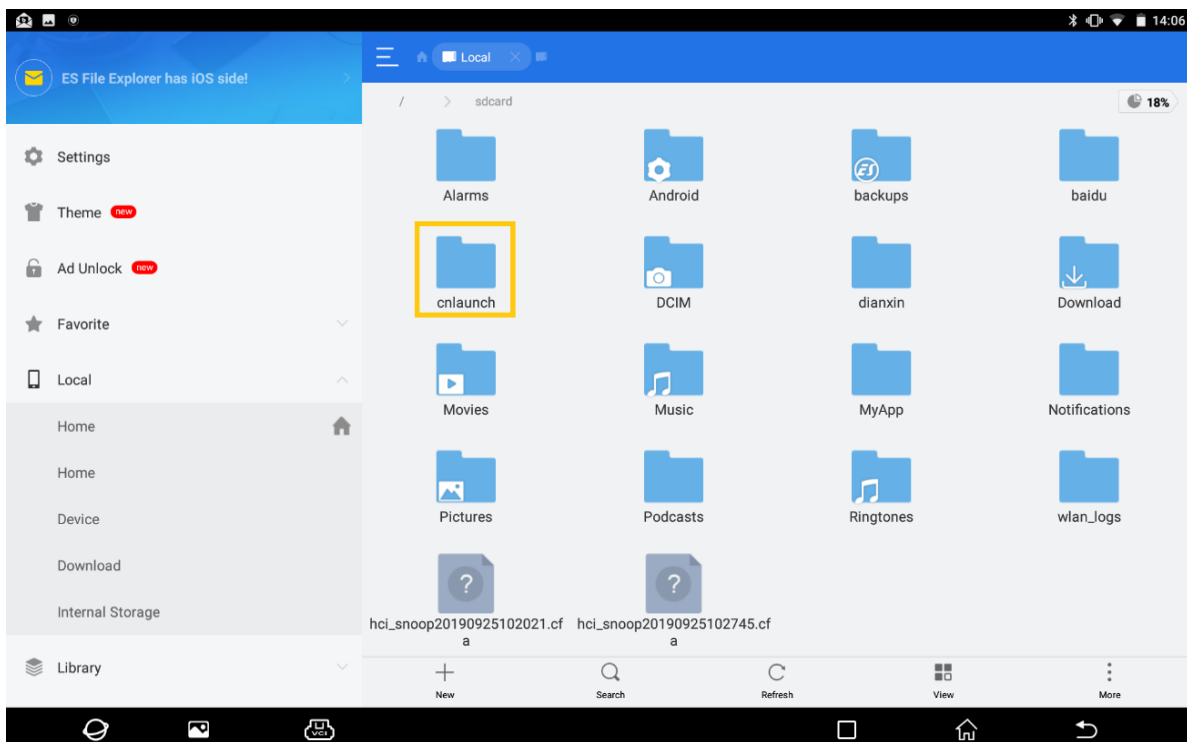 14:06
ES File Explorer has iOS side!
Settings
Theme new
Ad Unlock new
Favorite
Local
Home
Home
Device
Download
Internal Storage
Library
Local
/ > sdcard
18%
Alarms
Android
ES
backups
baidu
cnlaunch
DCIM
dianxin
Download
Movies
Music
MyApp
Notifications
Pictures
Podcasts
Ringtones
wlan_logs
?
hci_snoop20190925102021.cf
a
?
hci_snoop20190925102745.cf
a
New
Search
Refresh
View
More
VCI